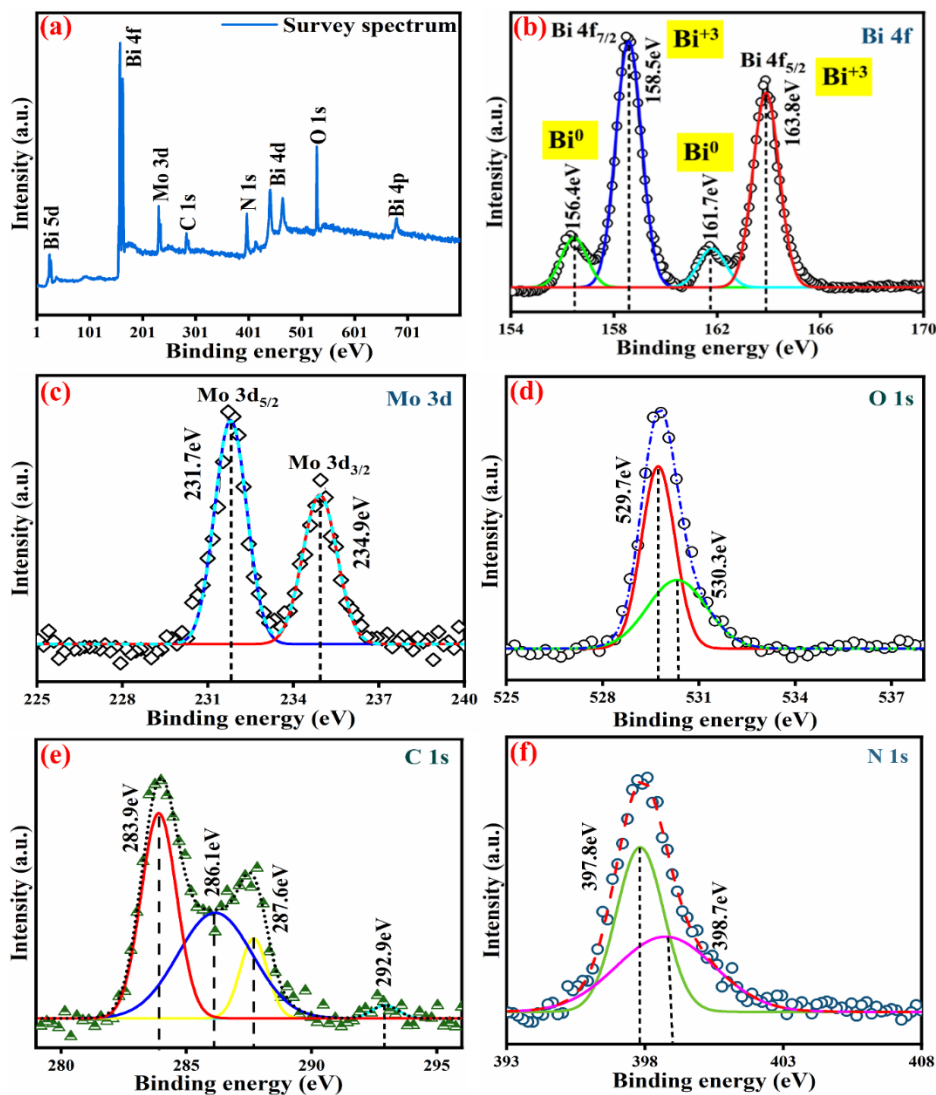 (a)
Survey spectrum
Bi 5d
Bi 4f
Mo 3d
C 1s
N 1s
Bi 4d
O 1s
Bi 4p
Intensity (a.u.)
1 101 201 301 401 501 601 701
Binding energy (eV)
(b)
Bi 4f
Bi 4f7/2
Bi+3
158.5eV
Bi 4f5/2
Bi+3
163.8eV
Bi0
156.4eV
Bi0
161.7eV
Intensity (a.u.)
154 158 162 166 170
Binding energy (eV)
(c)
Mo 3d
Mo 3d5/2
231.7eV
Mo 3d3/2
234.9eV
Intensity (a.u.)
225 228 231 234 237 240
Binding energy (eV)
(d)
O 1s
529.7eV
530.3eV
Intensity (a.u.)
525 528 531 534 537
Binding energy (eV)
(e)
C 1s
283.9eV
286.1eV
287.6eV
292.9eV
Intensity (a.u.)
280 285 290 295
Binding energy (eV)
(f)
N 1s
397.8eV
398.7eV
Intensity (a.u.)
393 398 403 408
Binding energy (eV)